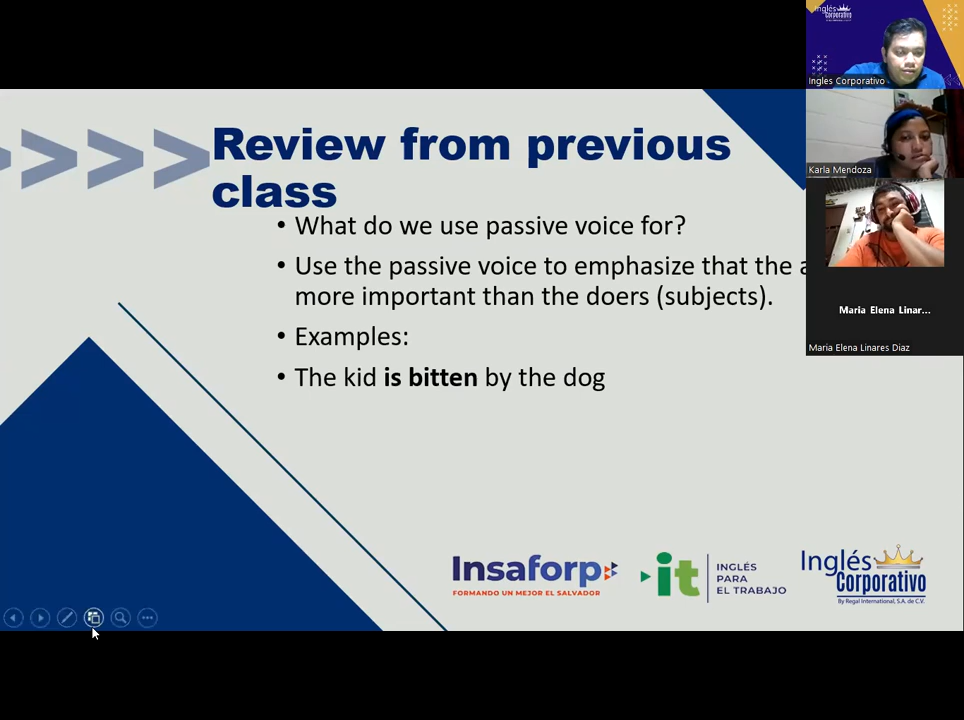 Inglés
Corporativo
Ingles Corporativo
Review from previous
class
Karla Mendoza
• What do we use passive voice for?
• Use the passive voice to emphasize that the
more important than the doers (subjects).
Maria Elena Linar...
Maria Elena Linares Diaz
• Examples:
• The kid is bitten by the dog
Insaforp
FORMANDO UN MEJOR EL SALVADOR
it
INGLÉS
PARA
EL TRABAJO
Inglés
Corporativo
By Regal International, S.A. de C.V.